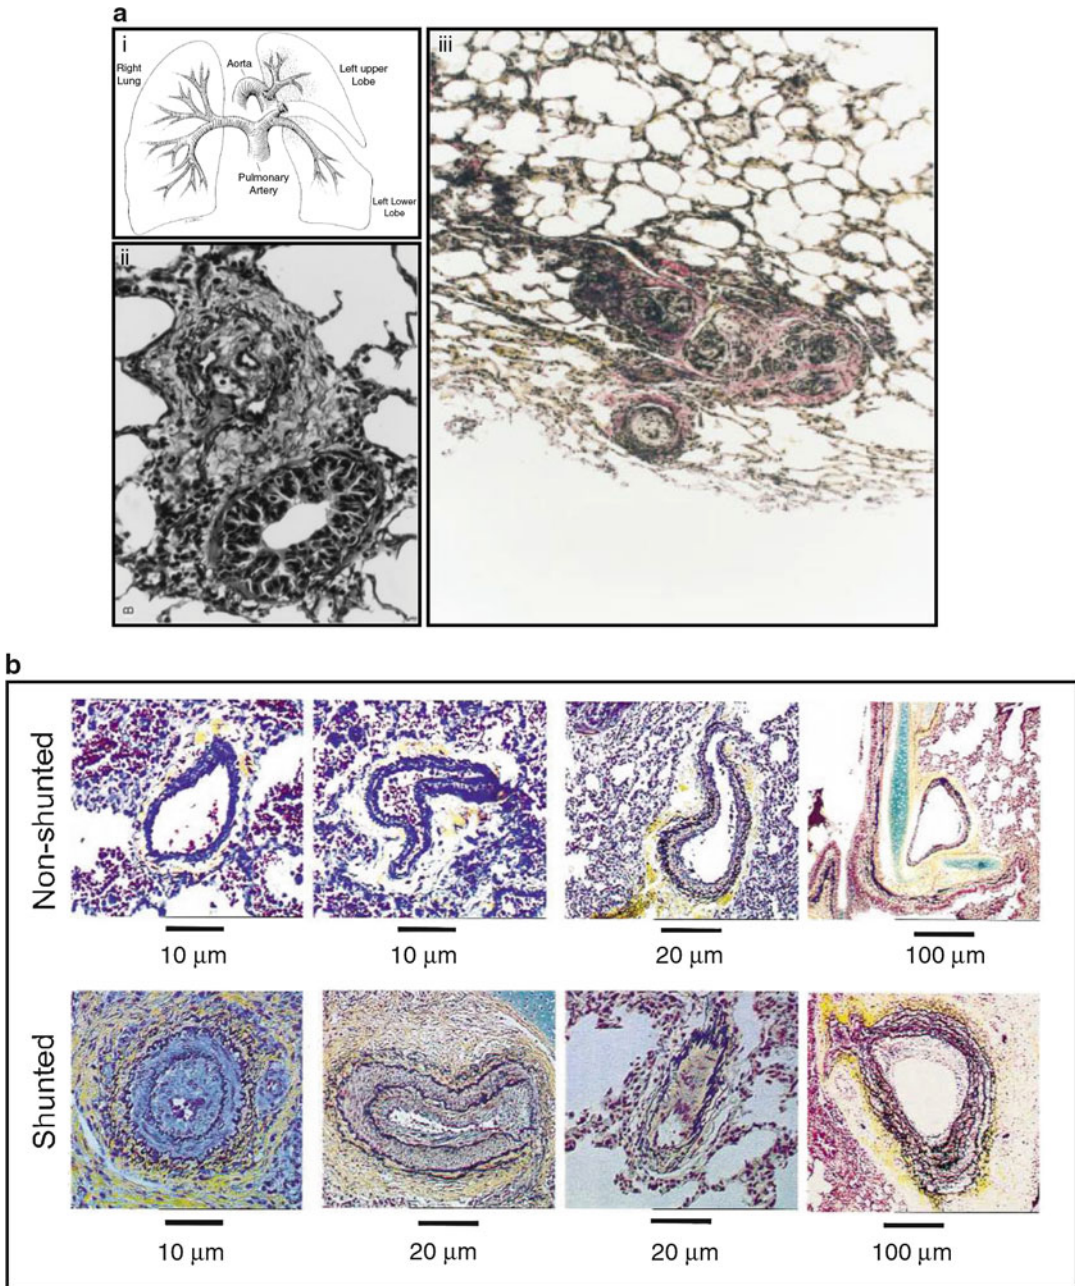 a
i
Right
Lung
Aorta
Left upper
Lobe
Pulmonary
Artery
Left Lower
Lobe
ii
B
iii
b
Non-shunted
10 μm
10 μm
20 μm
100 μm
Shunted
10 μm
20 μm
20 μm
100 μm